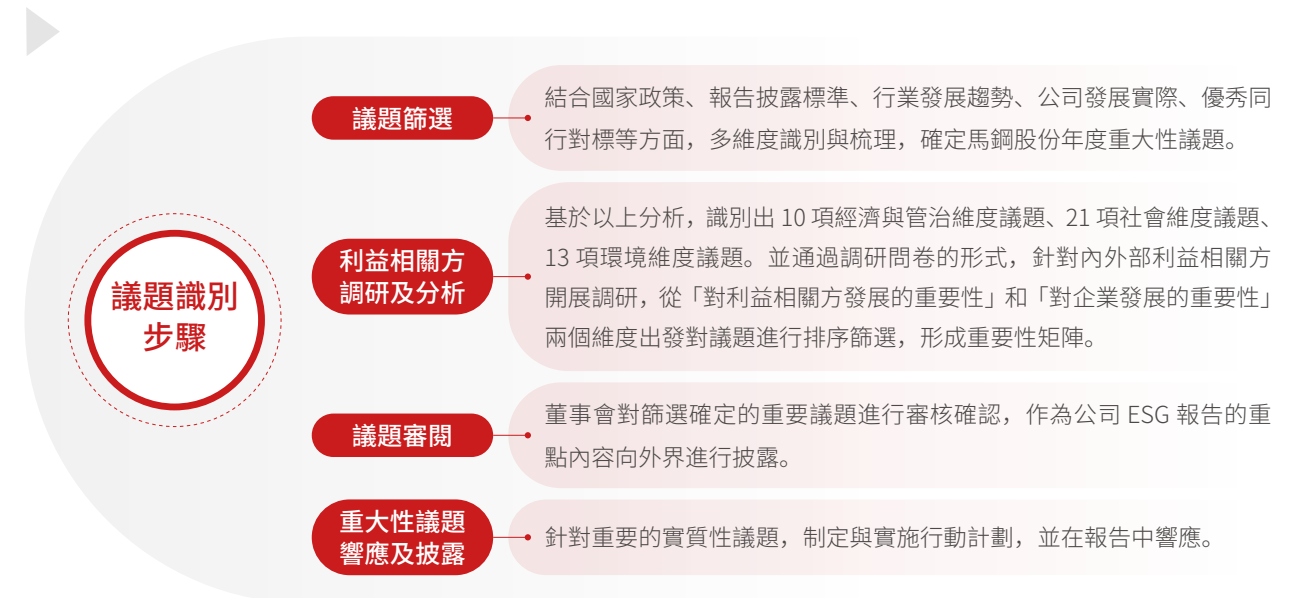 議題識別
步驟
議題篩選
結合國家政策、報告披露標準、行業發展趨勢、公司發展實際、優秀同
行對標等方面，多維度識別與梳理，確定馬鋼股份年度重大性議題。
利益相關方
調研及分析
基於以上分析，識別出 10 項經濟與管治維度議題、21 項社會維度議題、
13 項環境維度議題。並通過調研問卷的形式，針對內外部利益相關方
開展調研，從「對利益相關方發展的重要性」和「對企業發展的重要性」
兩個維度出發對議題進行排序篩選，形成重要性矩陣。
議題審閱
董事會對篩選確定的重要議題進行審核確認，作為公司 ESG 報告的重
點內容向外界進行披露。
重大性議題
響應及披露
針對重要的實質性議題，制定與實施行動計劃，並在報告中響應。